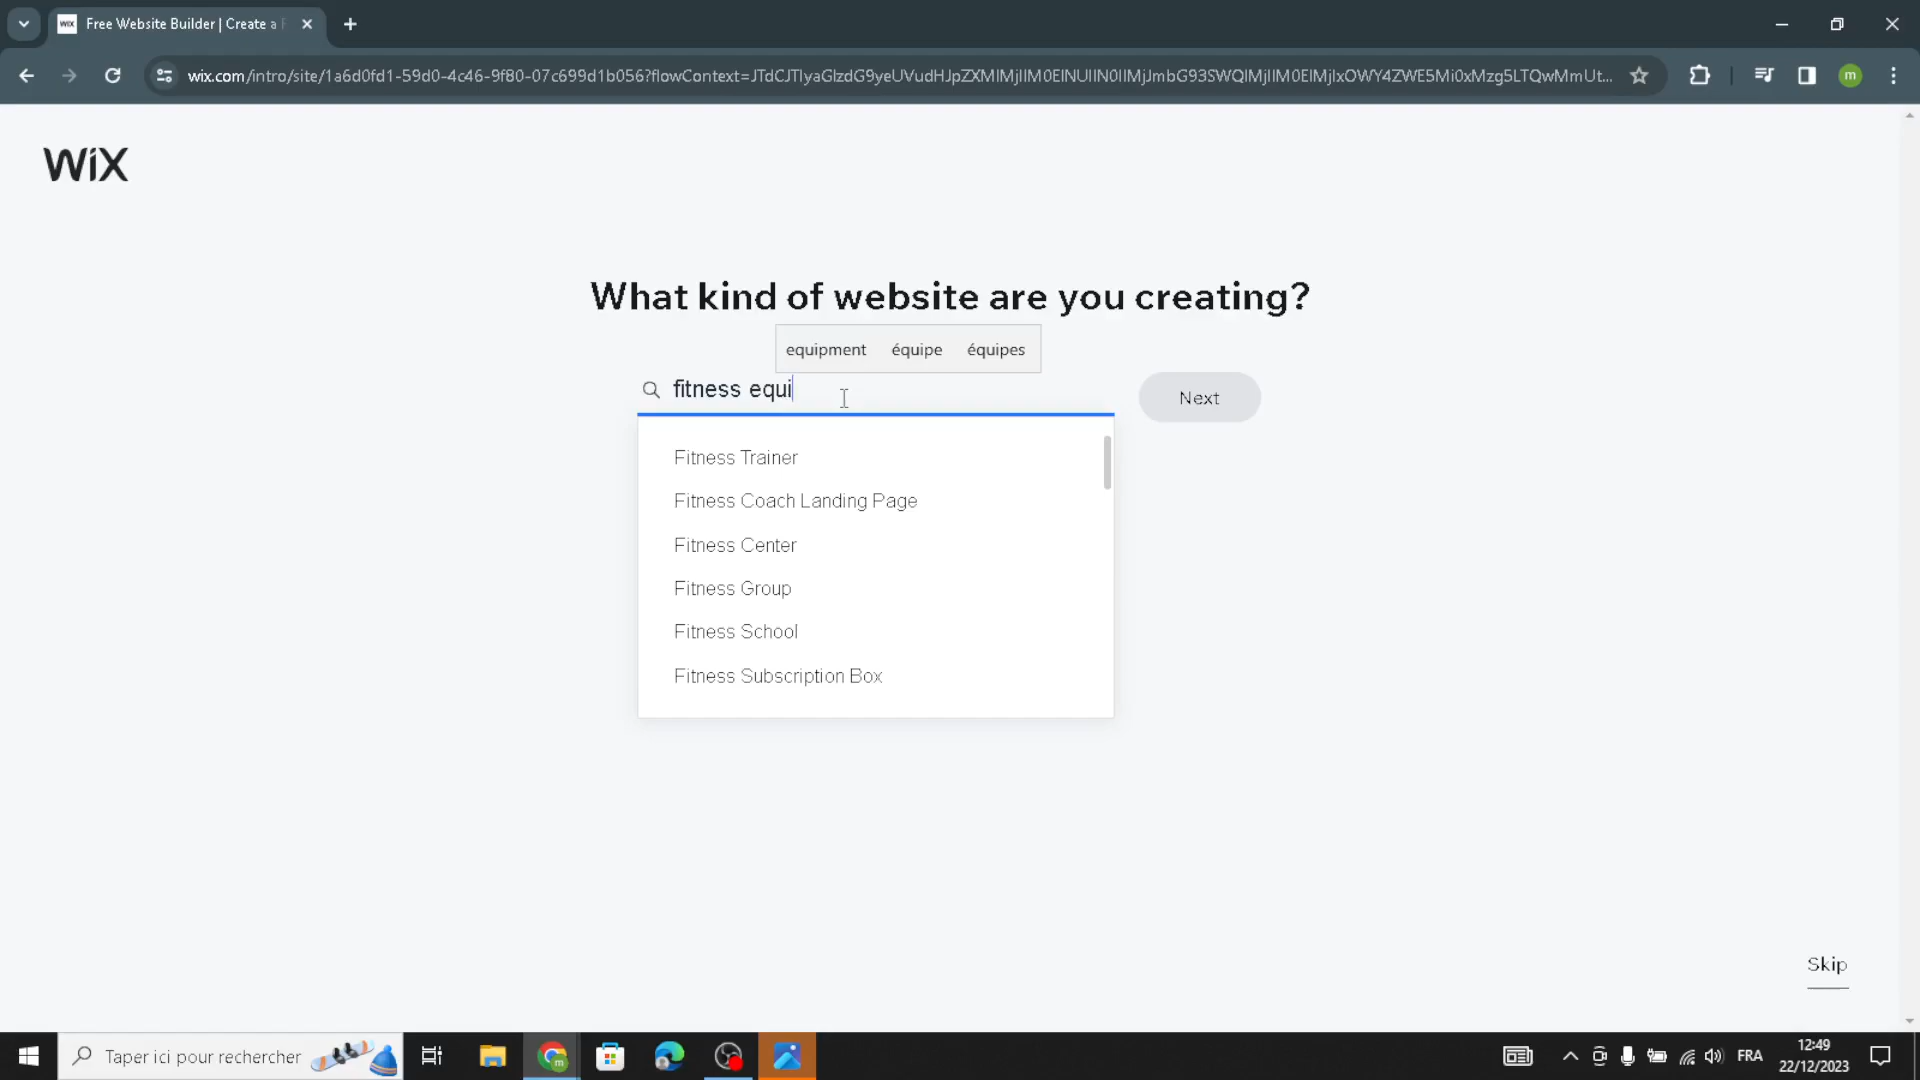 WiX Free Website Builder | Create a F
wix.com/intro/site/1a6d0fd1-59d0-4c46-9f80-07c699d1b056?flowContext=
m
WiX
What kind of website are you creating?
equipment équipe équipes
fitness equi
Next
Fitness Trainer
Fitness Coach Landing Page
Fitness Center
Fitness Group
Fitness School
Fitness Subscription Box
Skip
Taper ici pour rechercher
m
FRA
12:49
22/12/2023